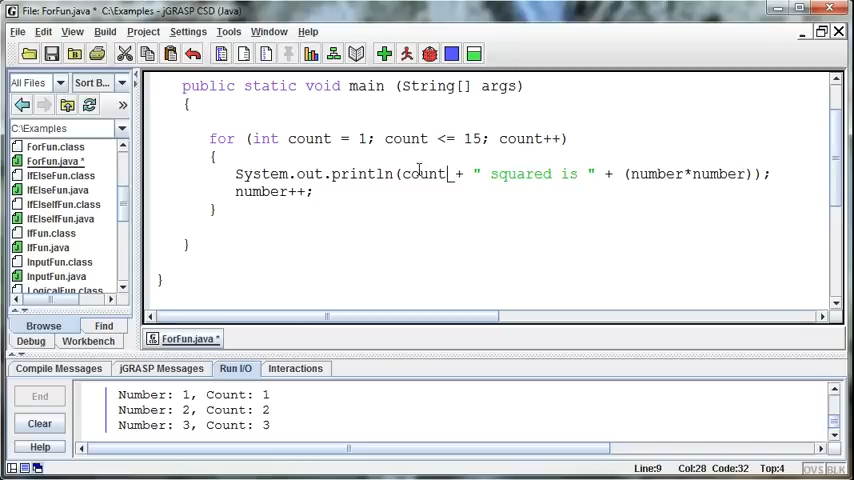 File: ForFun.java * - jGRASP CSD (Java)
File Edit View Build Project Settings Tools Window Help
All Files Sort B...
C:\Examples
ForFun.class
ForFun.java *
IfElseFun.class
IfElseFun.java
IfElseIfFun.class
IfElseIfFun.java
IfFun.class
IfFun.java
InputFun.class
InputFun.java
LogicalFun.class
Browse Find
Debug Workbench
public static void main (String[] args)
{
for (int count = 1; count <= 15; count++)
{
System.out.println(count + " squared is " + (number*number));
number++;
}
}
}
ForFun.java *
Compile Messages jGRASP Messages Run I/O Interactions
End
Clear
Help
Number: 1, Count: 1
Number: 2, Count: 2
Number: 3, Count: 3
Line:9 Col:28 Code:32 Top:4 OVS BLK